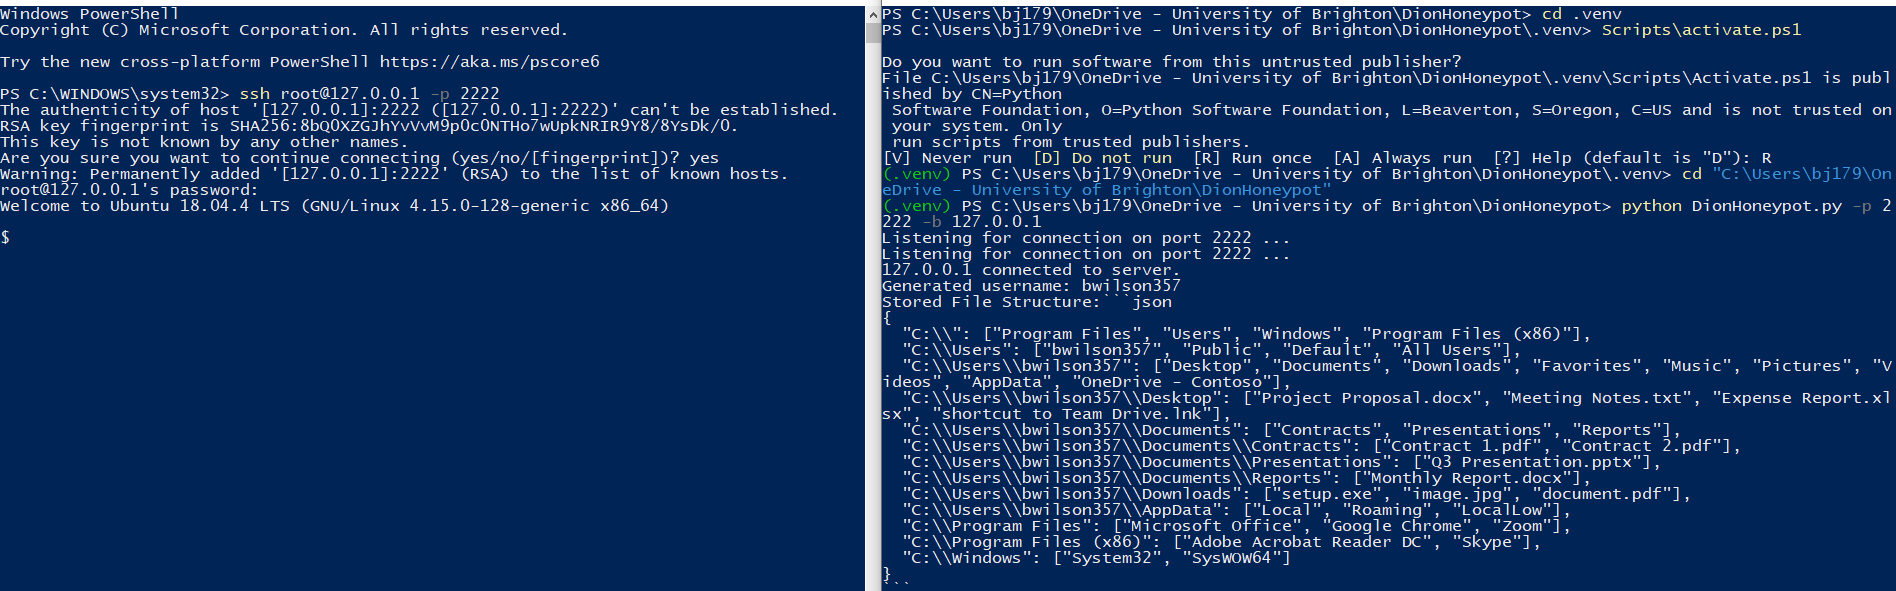 Windows PowerShell
Copyright (C) Microsoft Corporation. All rights reserved.
Try the new cross-platform PowerShell https://aka.ms/pscore6
PS C:\WINDOWS\system32> ssh root@127.0.0.1 -p 2222
The authenticity of host '[127.0.0.1]:2222 ([127.0.0.1]:2222)' can't be established.
RSA key fingerprint is SHA256:8bQ0XZGJhYvVvM9p0c0NTHo7wUpkNRIR9Y8/8YsDk/0.
This key is not known by any other names.
Are you sure you want to continue connecting (yes/no/[fingerprint])? yes
Warning: Permanently added '[127.0.0.1]:2222' (RSA) to the list of known hosts.
root@127.0.0.1's password:
Welcome to Ubuntu 18.04.4 LTS (GNU/Linux 4.15.0-128-generic x86_64)
$
PS C:\Users\bj179\OneDrive - University of Brighton\DionHoneypot> cd .venv
PS C:\Users\bj179\OneDrive - University of Brighton\DionHoneypot\.venv> Scripts\activate.ps1
Do you want to run software from this untrusted publisher?
File C:\Users\bj179\OneDrive - University of Brighton\DionHoneypot\.venv\Scripts\Activate.ps1 is publ
ished by CN=Python
 Software Foundation, O=Python Software Foundation, L=Beaverton, S=Oregon, C=US and is not trusted on
 your system. Only
 run scripts from trusted publishers.
[V] Never run  [D] Do not run  [R] Run once  [A] Always run  [?] Help (default is "D"): R
(.venv) PS C:\Users\bj179\OneDrive - University of Brighton\DionHoneypot\.venv> cd "C:\Users\bj179\On
eDrive - University of Brighton\DionHoneypot"
(.venv) PS C:\Users\bj179\OneDrive - University of Brighton\DionHoneypot> python DionHoneypot.py -p 2
222 -b 127.0.0.1
Listening for connection on port 2222 ...
Listening for connection on port 2222 ...
127.0.0.1 connected to server.
Generated username: bwilson357
Stored File Structure:```json
{
  "C:\\": ["Program Files", "Users", "Windows", "Program Files (x86)"],
  "C:\\Users": ["bwilson357", "Public", "Default", "All Users"],
  "C:\\Users\\bwilson357": ["Desktop", "Documents", "Downloads", "Favorites", "Music", "Pictures", "V
ideos", "AppData", "OneDrive - Contoso"],
  "C:\\Users\\bwilson357\\Desktop": ["Project Proposal.docx", "Meeting Notes.txt", "Expense Report.xl
sx", "shortcut to Team Drive.lnk"],
  "C:\\Users\\bwilson357\\Documents": ["Contracts", "Presentations", "Reports"],
  "C:\\Users\\bwilson357\\Documents\\Contracts": ["Contract 1.pdf", "Contract 2.pdf"],
  "C:\\Users\\bwilson357\\Documents\\Presentations": ["Q3 Presentation.pptx"],
  "C:\\Users\\bwilson357\\Documents\\Reports": ["Monthly Report.docx"],
  "C:\\Users\\bwilson357\\Downloads": ["setup.exe", "image.jpg", "document.pdf"],
  "C:\\Users\\bwilson357\\AppData": ["Local", "Roaming", "LocalLow"],
  "C:\\Program Files": ["Microsoft Office", "Google Chrome", "Zoom"],
  "C:\\Program Files (x86)": ["Adobe Acrobat Reader DC", "Skype"],
  "C:\\Windows": ["System32", "SysWOW64"]
}
```